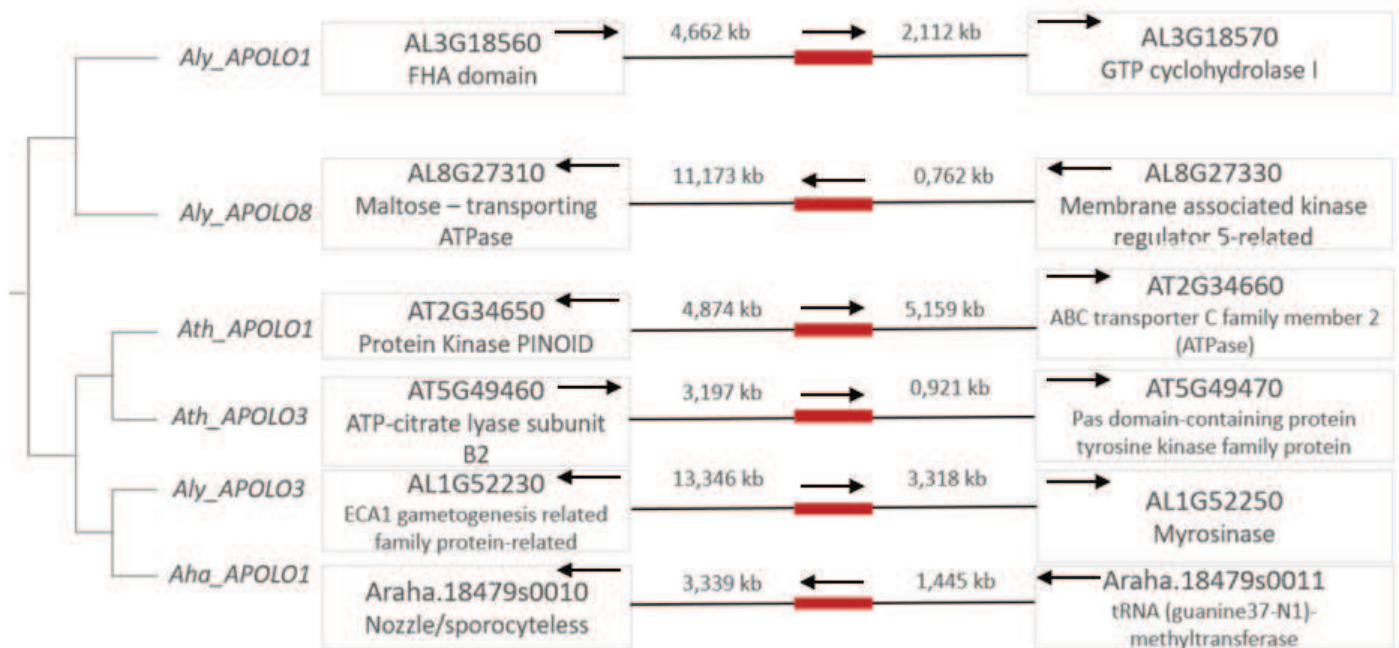 Aly_APOLO1
AL3G18560
FHA domain
4,662 kb
2,112 kb
AL3G18570
GTP cyclohydrolase I
Aly_APOLO8
AL8G27310
Maltose – transporting
ATPase
11,173 kb
0,762 kb
AL8G27330
Membrane associated kinase
regulator 5-related
Ath_APOLO1
AT2G34650
Protein Kinase PINOID
4,874 kb
5,159 kb
AT2G34660
ABC transporter C family member 2
(ATPase)
Ath_APOLO3
AT5G49460
ATP-citrate lyase subunit
B2
3,197 kb
0,921 kb
AT5G49470
Pas domain-containing protein
tyrosine kinase family protein
Aly_APOLO3
AL1G52230
ECA1 gametogenesis related
family protein-related
13,346 kb
3,318 kb
AL1G52250
Myrosinase
Aha_APOLO1
Araha.18479s0010
Nozzle/sporocyteless
3,339 kb
1,445 kb
Araha.18479s0011
tRNA (guanine37-N1)-
methyltransferase